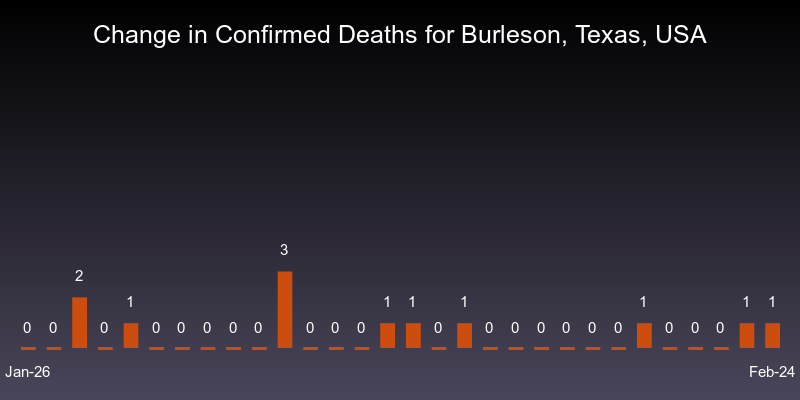 Change in Confirmed Deaths for Burleson, Texas, USA
3
2
1 1 1 1 1 1 1
0 0 0 0 0 0 0 0 0 0 0 0 0 0 0 0 0 0 0 0 0
Jan-26 Feb-24